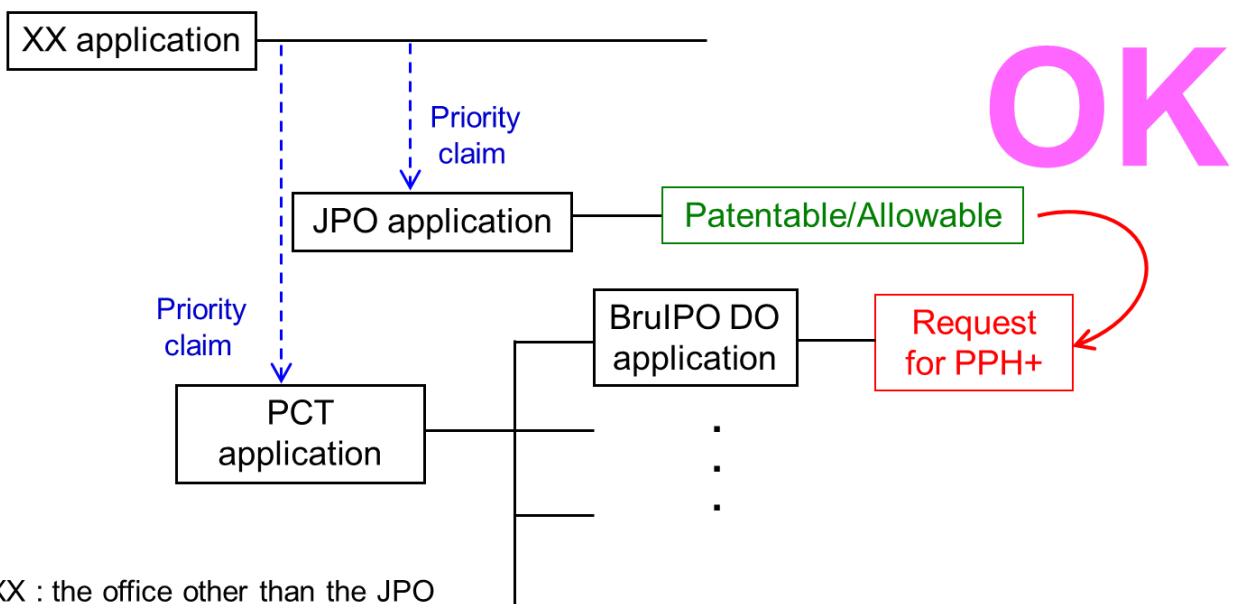 XX application
OK
Priority
claim
JPO application
Patentable/Allowable
Priority
claim
BruIPO DO
application
Request
for PPH+
PCT
application
.
.
.
XX : the office other than the JPO